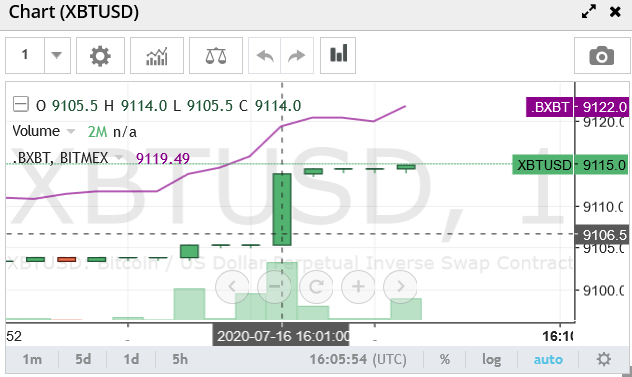 Chart (XBTUSD)
1
O 9105.5 H 9114.0 L 9105.5 C 9114.0
Volume 2M n/a
.BXBT, BITMEX 9119.49
XBTUSD, 1
XBTUSD: Bitcoin / US Dollar Perpetual Inverse Swap Contract
.BXBT 9122.0
9120.0
XBTUSD 9115.0
9110.0
9106.5
9105.0
9100.0
:52 2020-07-16 16:01:00 16:10
1m 5d 1d 5h 16:05:54 (UTC) % log auto